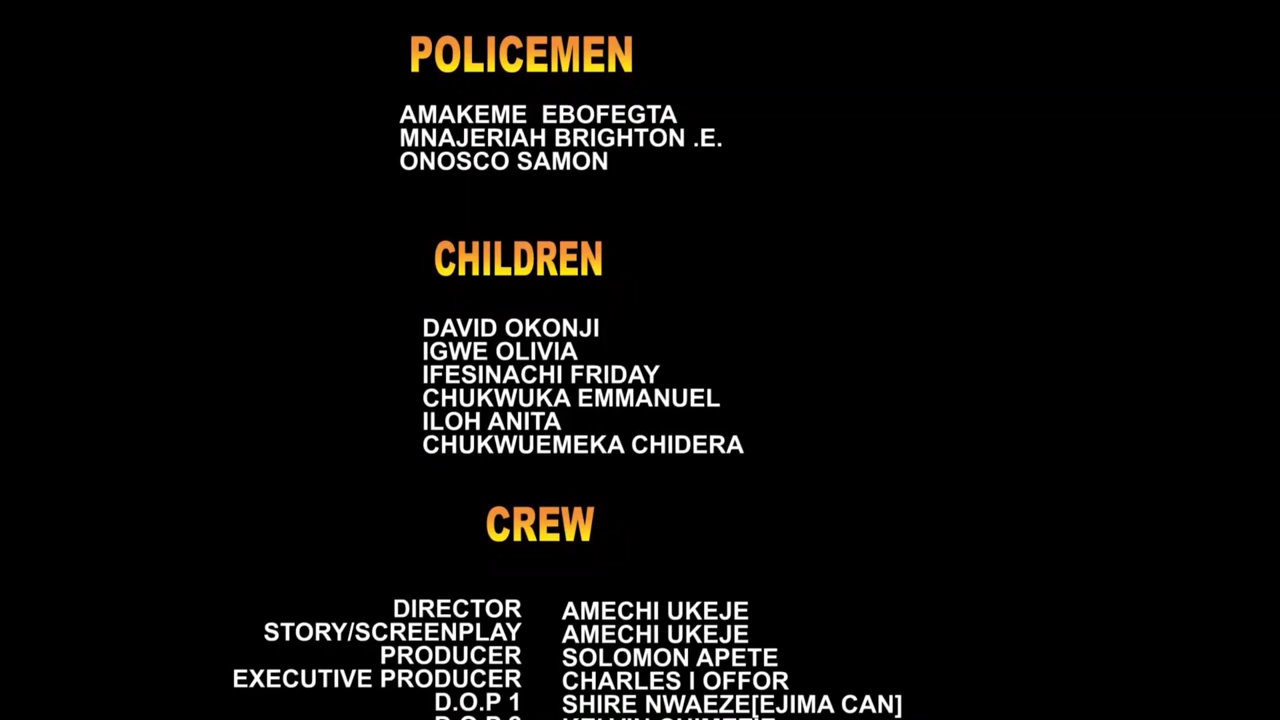 POLICEMEN
AMAKEME EBOFEGTA
MNAJERIAH BRIGHTON .E.
ONOSCO SAMON
CHILDREN
DAVID OKONJI
IGWE OLIVIA
IFESINACHI FRIDAY
CHUKWUKA EMMANUEL
ILOH ANITA
CHUKWUEMEKA CHIDERA
CREW
DIRECTOR AMECHI UKEJE
STORY/SCREENPLAY AMECHI UKEJE
PRODUCER SOLOMON APETE
EXECUTIVE PRODUCER CHARLES I OFFOR
D.O.P 1 SHIRE NWAEZE[EJIMA CAN]